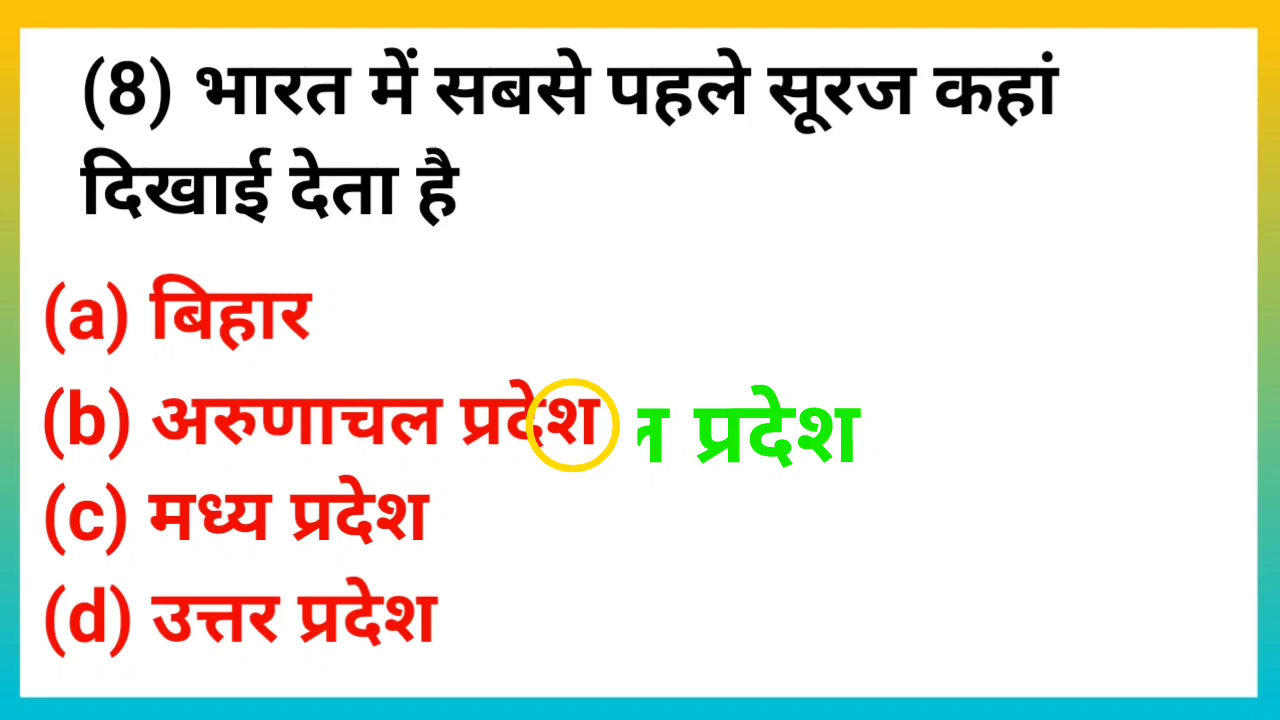 (8) भारत में सबसे पहले सूरज कहां
दिखाई देता है
(a) बिहार
(b) अरुणाचल प्रदेश
प्रदेश
(c) मध्य प्रदेश
(d) उत्तर प्रदेश